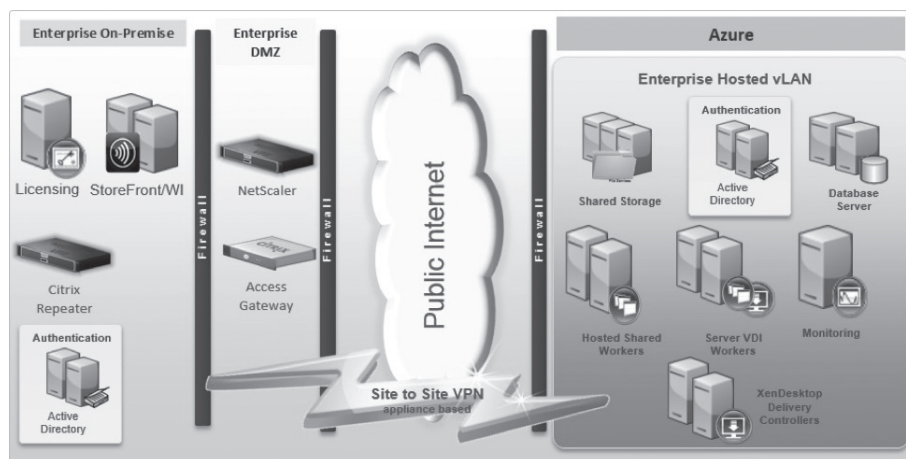 Enterprise On-Premise
Licensing
StoreFront/WI
Citrix
Repeater
Authentication
Active
Directory
Firewall
Enterprise
DMZ
NetScaler
CITRIX
Access
Gateway
Firewall
Public Internet
Site to Site VPN
appliance based
Firewall
Azure
Enterprise Hosted vLAN
Shared Storage
Authentication
Active
Directory
Database
Server
Hosted Shared
Workers
Server VDI
Workers
Monitoring
XenDesktop
Delivery
Controllers